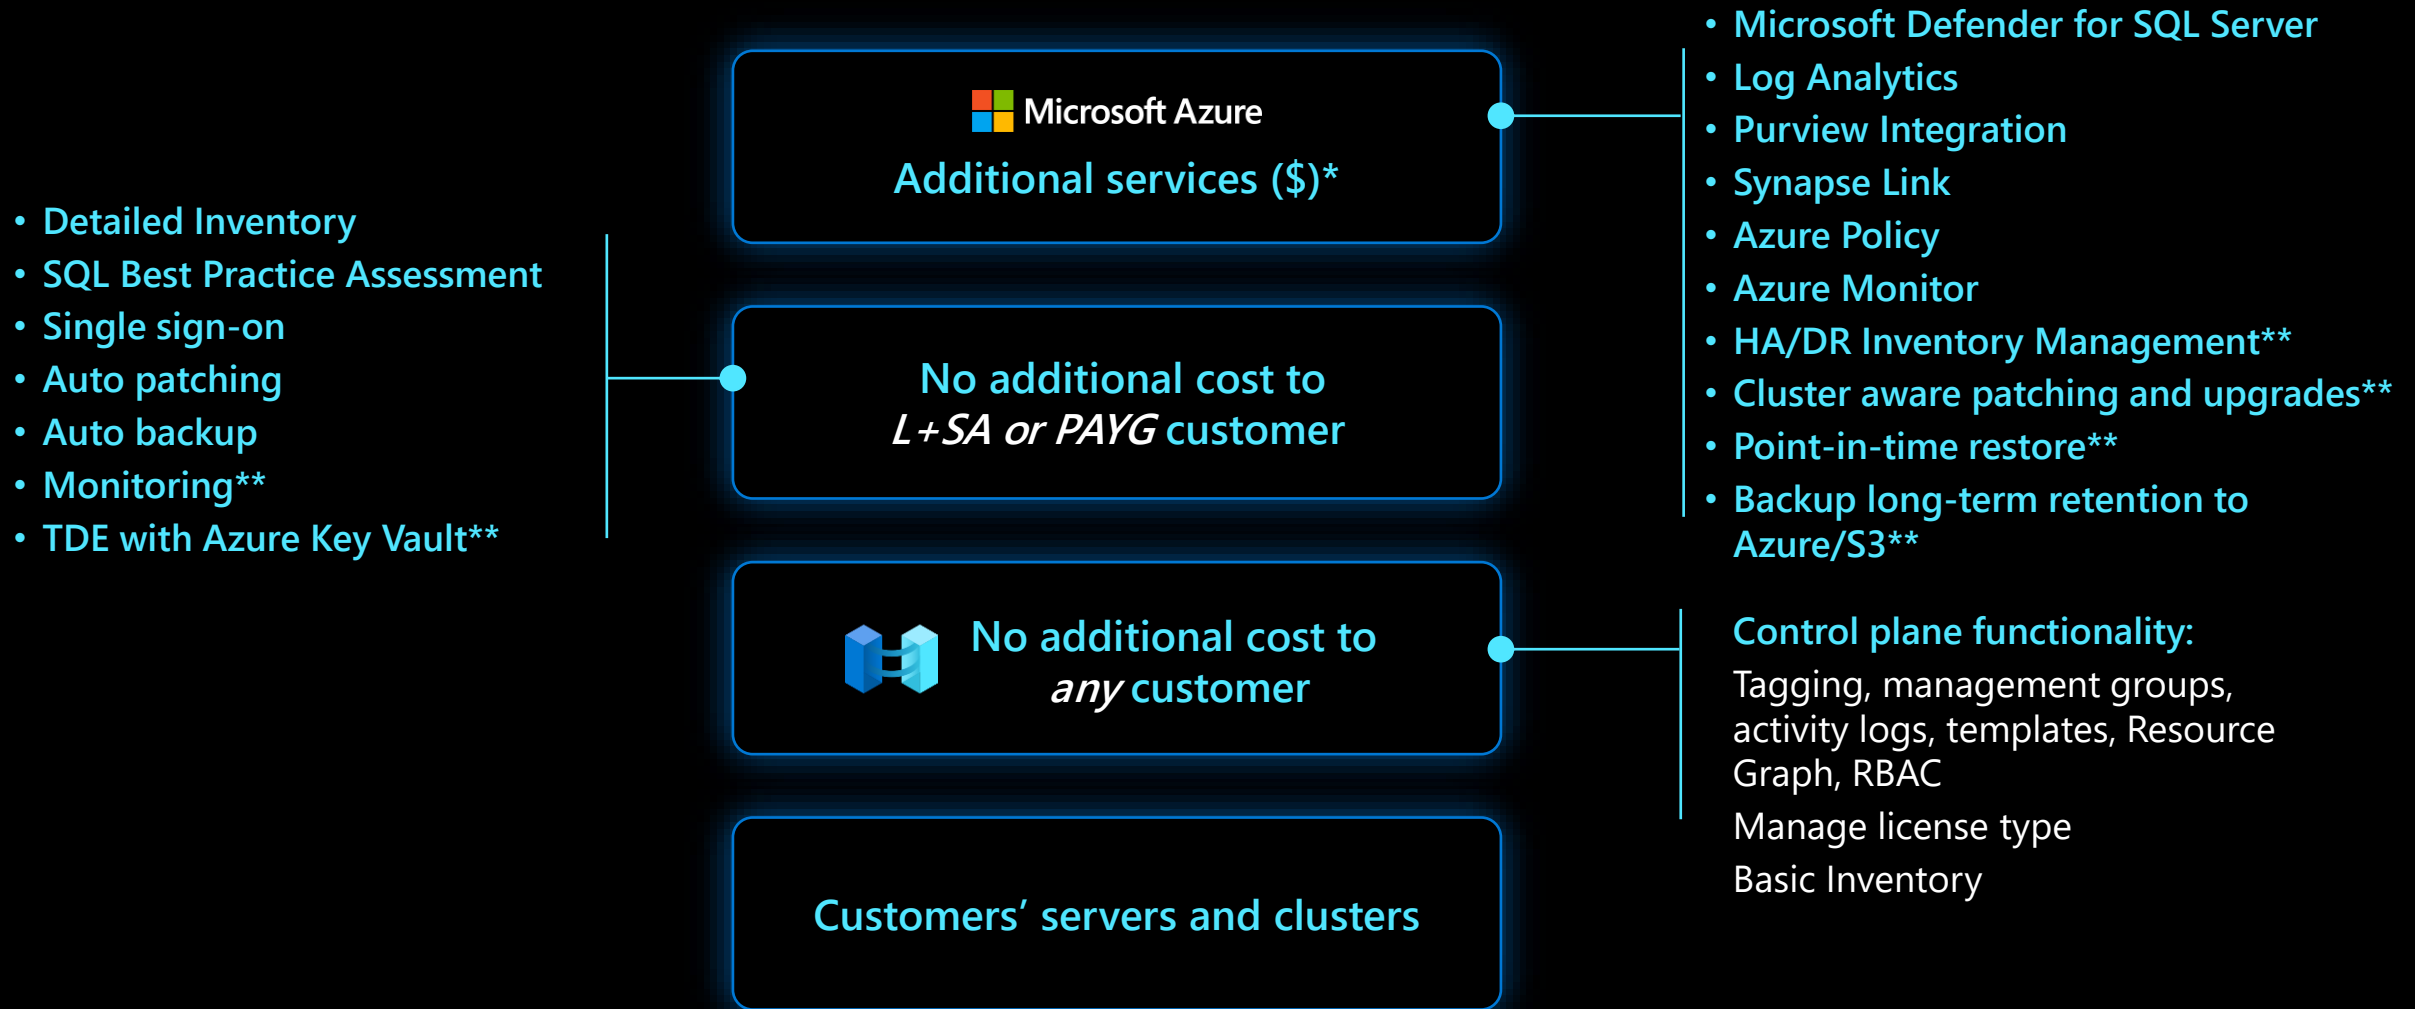 • Detailed Inventory
• SQL Best Practice Assessment
• Single sign-on
• Auto patching
• Auto backup
• Monitoring**
• TDE with Azure Key Vault**
Microsoft Azure
Additional services ($)*
No additional cost to
L+SA or PAYG customer
No additional cost to
any customer
Customers’ servers and clusters
• Microsoft Defender for SQL Server
• Log Analytics
• Purview Integration
• Synapse Link
• Azure Policy
• Azure Monitor
• HA/DR Inventory Management**
• Cluster aware patching and upgrades**
• Point-in-time restore**
• Backup long-term retention to
Azure/S3**
Control plane functionality:
Tagging, management groups,
activity logs, templates, Resource
Graph, RBAC
Manage license type
Basic Inventory